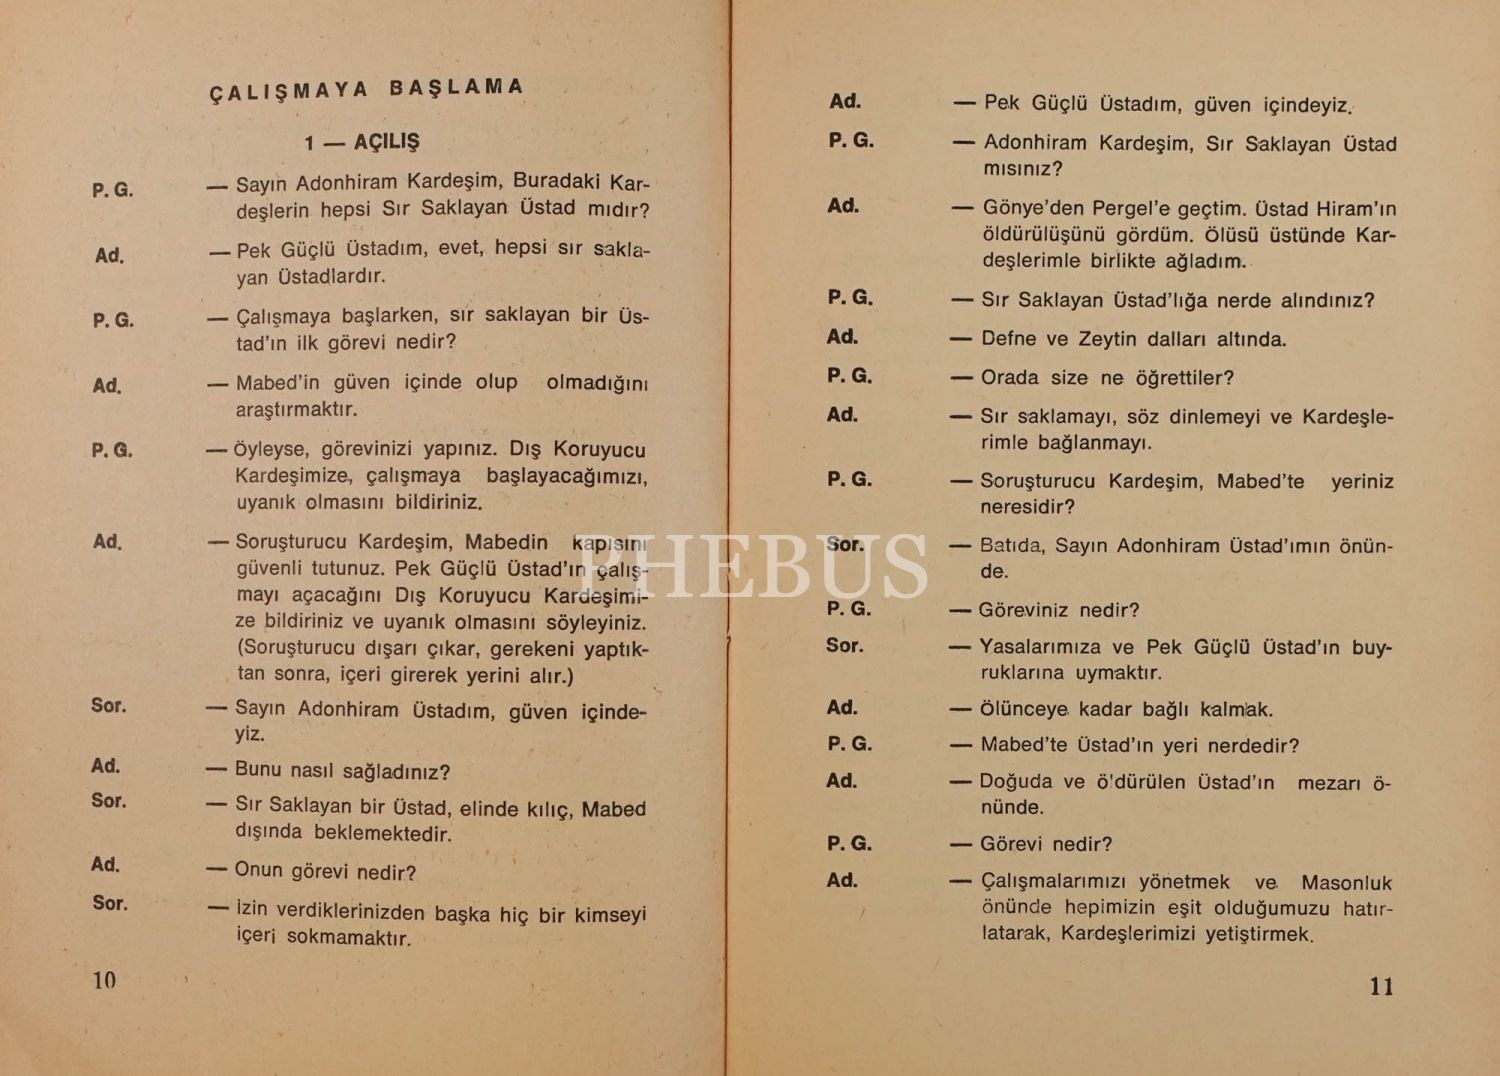 ÇALIŞMAYA BAŞLAMA
1 — AÇILIŞ
P. G. — Sayın Adonhiram Kardeşim, Buradaki Kar-
deşlerin hepsi Sır Saklayan Üstad mıdır?
Ad. — Pek Güçlü Üstadım, evet, hepsi sır sakla-
yan Üstadlardır.
P. G. — Çalışmaya başlarken, sır saklayan bir Üs-
tad'ın ilk görevi nedir?
Ad. — Mabed'in güven içinde olup olmadığını
araştırmaktır.
P. G. — Öyleyse, görevinizi yapınız. Dış Koruyucu
Kardeşimize, çalışmaya başlayacağımızı,
uyanık olmasını bildiriniz.
Ad. — Soruşturucu Kardeşim, Mabedin kapısını
güvenli tutunuz. Pek Güçlü Üstad'ın çalış-
mayı açacağını Dış Koruyucu Kardeşimi-
ze bildiriniz ve uyanık olmasını söyleyiniz.
(Soruşturucu dışarı çıkar, gerekeni yaptık-
tan sonra, içeri girerek yerini alır.)
Sor. — Sayın Adonhiram Üstadım, güven içinde-
yiz.
Ad. — Bunu nasıl sağladınız?
Sor. — Sır Saklayan bir Üstad, elinde kılıç, Mabed
dışında beklemektedir.
Ad. — Onun görevi nedir?
Sor. — İzin verdiklerinizden başka hiç bir kimseyi
içeri sokmamaktır.
10
Ad. — Pek Güçlü Üstadım, güven içindeyiz.
P. G. — Adonhiram Kardeşim, Sır Saklayan Üstad
mısınız?
Ad. — Gönye'den Pergel'e geçtim. Üstad Hiram'ın
öldürülüşünü gördüm. Ölüsü üstünde Kar-
deşlerimle birlikte ağladım.
P. G. — Sır Saklayan Üstad'lığa nerde alındınız?
Ad. — Defne ve Zeytin dalları altında.
P. G. — Orada size ne öğrettiler?
Ad. — Sır saklamayı, söz dinlemeyi ve Kardeşle-
rimle bağlanmayı.
P. G. — Soruşturucu Kardeşim, Mabed'te yeriniz
neresidir?
Sor. — Batıda, Sayın Adonhiram Üstad'ımın önün-
de.
P. G. — Göreviniz nedir?
Sor. — Yasalarımıza ve Pek Güçlü Üstad'ın buy-
ruklarına uymaktır.
Ad. — Ölünceye kadar bağlı kalmak.
P. G. — Mabed'te Üstad'ın yeri nerdedir?
Ad. — Doğuda ve ö'dürülen Üstad'ın mezarı ö-
nünde.
P. G. — Görevi nedir?
Ad. — Çalışmalarımızı yönetmek ve Masonluk
önünde hepimizin eşit olduğumuzu hatır-
latarak, Kardeşlerimizi yetiştirmek.
11
PHEBUS